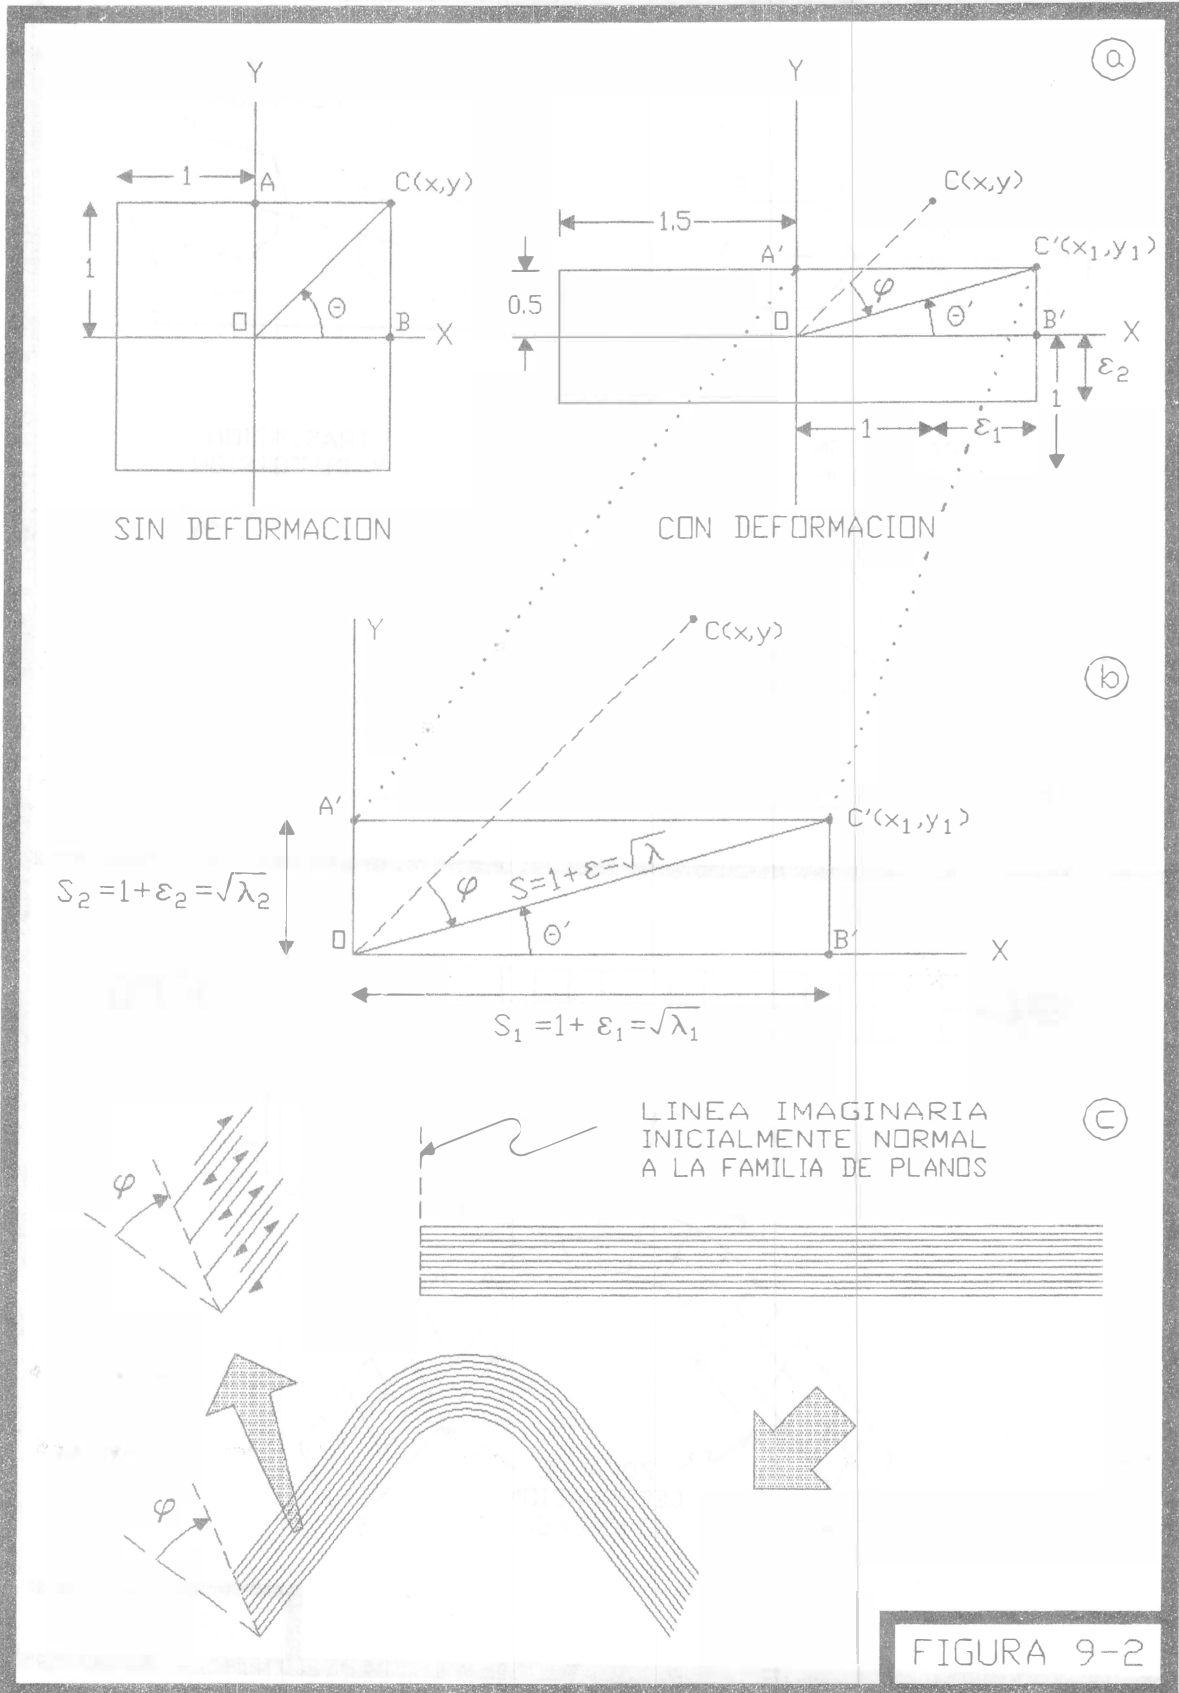 a
Y
1
A
C(x,y)
1
Θ
O
B
X
SIN DEFORMACION
Y
C(x,y)
1.5
A'
C'(x₁,y₁)
0.5
φ
O
Θ'
B'
X
ε₂
1
1
ε₁
CON DEFORMACION
b
Y
C(x,y)
A'
C'(x₁,y₁)
S=1+ε=√λ
φ
S₂=1+ε₂=√λ₂
O
Θ'
B'
X
S₁=1+ε₁=√λ₁
c
LINEA IMAGINARIA
INICIALMENTE NORMAL
A LA FAMILIA DE PLANOS
φ
φ
FIGURA 9-2